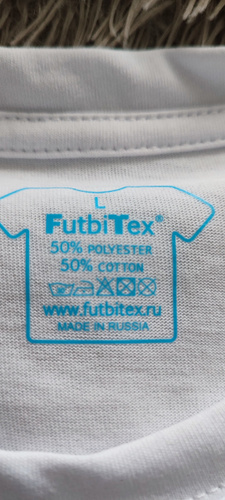 L
FutbiTex®
50% POLYESTER
50% COTTON
www.futbitex.ru
MADE IN RUSSIA